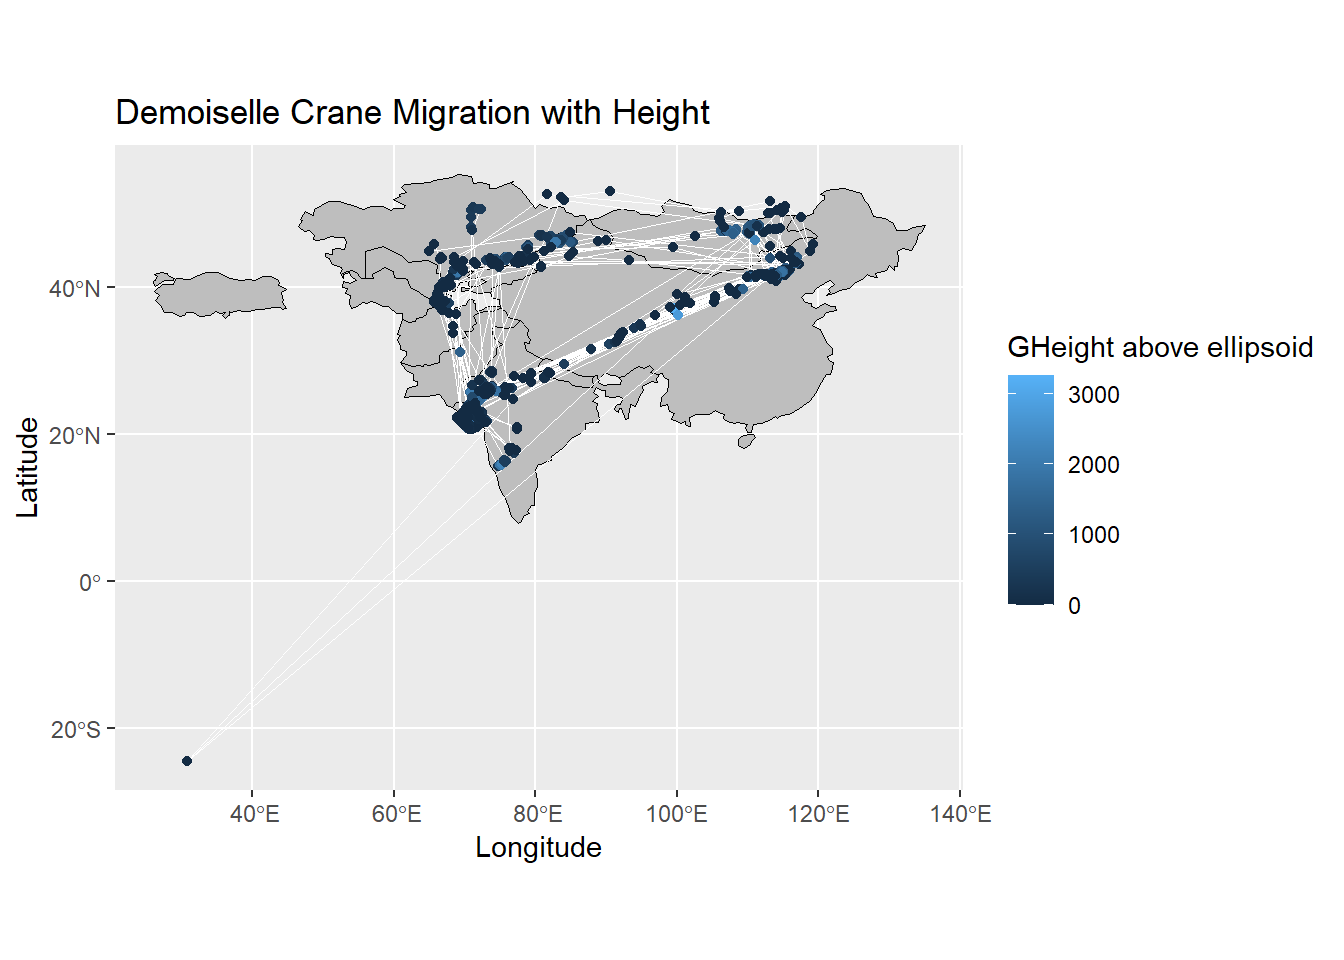 Demoiselle Crane Migration with Height
40°N
20°N
0°
20°S
Latitude
40°E 60°E 80°E 100°E 120°E 140°E
Longitude
GHeight above ellipsoid
3000
2000
1000
0